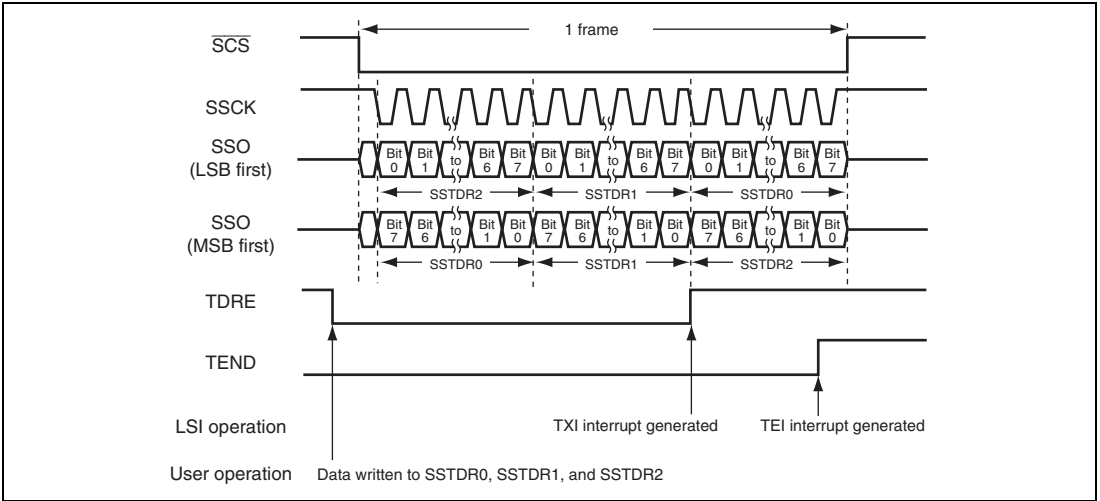 1 frame
SCS
SSCK
SSO
(LSB first)
Bit 0 Bit 1 to Bit 6 Bit 7 Bit 0 Bit 1 to Bit 6 Bit 7 Bit 0 Bit 1 to Bit 6 Bit 7
SSTDR2 SSTDR1 SSTDR0
SSO
(MSB first)
Bit 7 Bit 6 to Bit 1 Bit 0 Bit 7 Bit 6 to Bit 1 Bit 0 Bit 7 Bit 6 to Bit 1 Bit 0
SSTDR0 SSTDR1 SSTDR2
TDRE
TEND
LSI operation TXI interrupt generated TEI interrupt generated
User operation Data written to SSTDR0, SSTDR1, and SSTDR2